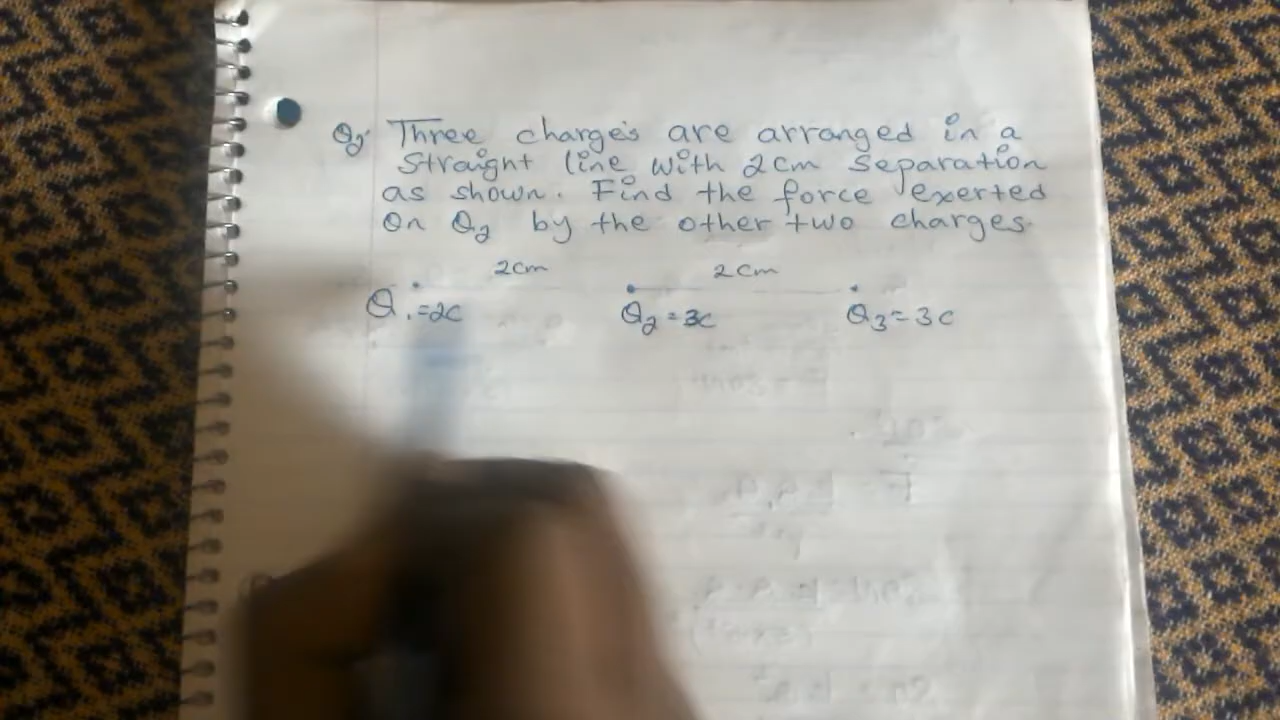 Q2. Three charges are arranged in a
straight line with 2cm separation
as shown. Find the force exerted
on Q2 by the other two charges.
2cm 2cm
Q1=2c Q2=3c Q3=3c